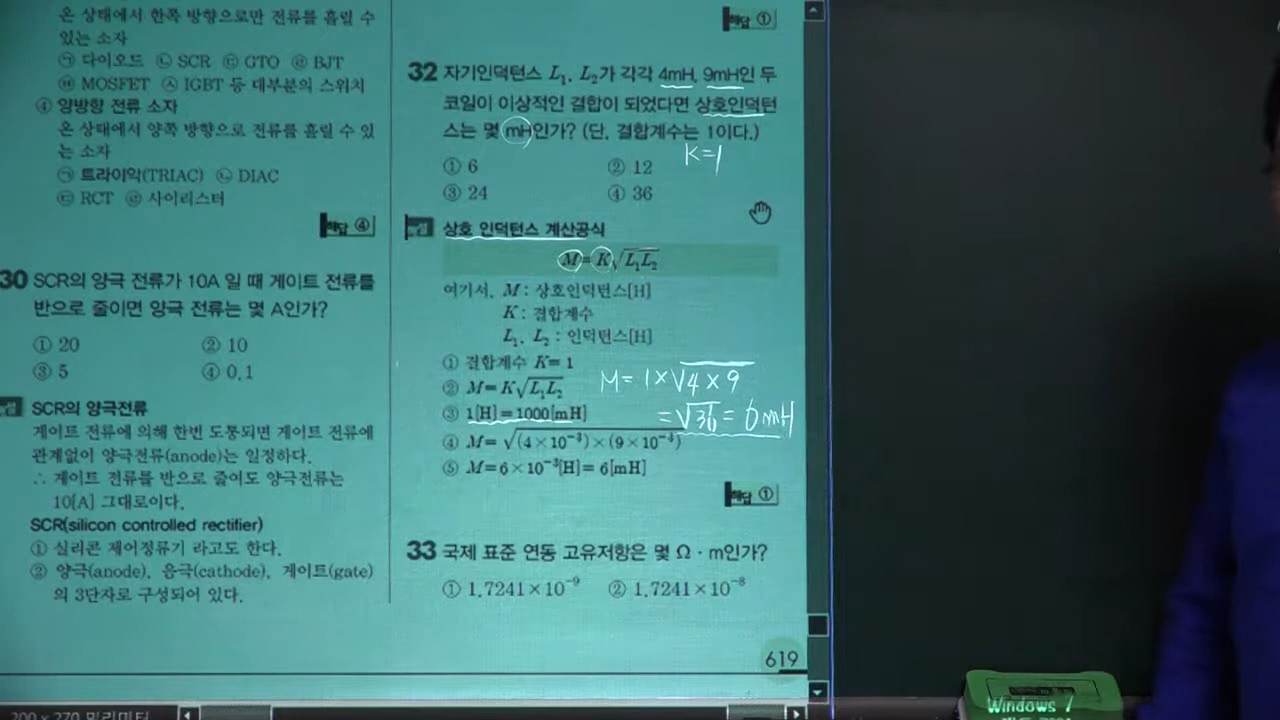 온 상태에서 한쪽 방향으로만 전류를 흘릴 수
있는 소자
㉠ 다이오드 ㉡ SCR ㉢ GTO ㉣ BJT
㉥ MOSFET ㉦ IGBT 등 대부분의 스위치
④ 양방향 전류 소자
온 상태에서 양쪽 방향으로 전류를 흘릴 수 있
는 소자
㉠ 트라이악(TRIAC) ㉡ DIAC
㉢ RCT ㉣ 사이리스터
해답 ④
30 SCR의 양극 전류가 10A 일 때 게이트 전류를
반으로 줄이면 양극 전류는 몇 A인가?
① 20 ② 10
③ 5 ④ 0.1
SCR의 양극전류
게이트 전류에 의해 한번 도통되면 게이트 전류에
관계없이 양극전류(anode)는 일정하다.
∴ 게이트 전류를 반으로 줄여도 양극전류는
10[A] 그대로이다.
SCR(silicon controlled rectifier)
① 실리콘 제어정류기 라고도 한다.
② 양극(anode), 음극(cathode), 게이트(gate)
의 3단자로 구성되어 있다.
해답 ①
32 자기인덕턴스 L₁, L₂가 각각 4mH, 9mH인 두
코일이 이상적인 결합이 되었다면 상호인덕턴
스는 몇 mH인가? (단, 결합계수는 1이다.)
K=1
① 6 ② 12
③ 24 ④ 36
상호 인덕턴스 계산공식
M=K√L₁L₂
여기서, M : 상호인덕턴스[H]
K : 결합계수
L₁, L₂ : 인덕턴스[H]
① 결합계수 K=1
② M=K√L₁L₂
M= 1×√4×9
③ 1[H]=1000[mH]
=√36 = 6mH
④ M=√(4×10⁻³)×(9×10⁻³)
⑤ M=6×10⁻³[H]=6[mH]
해답 ①
33 국제 표준 연동 고유저항은 몇 Ω·m인가?
① 1.7241×10⁻⁹ ② 1.7241×10⁻⁸
619
200 x 270 밀리미터
Windows 7